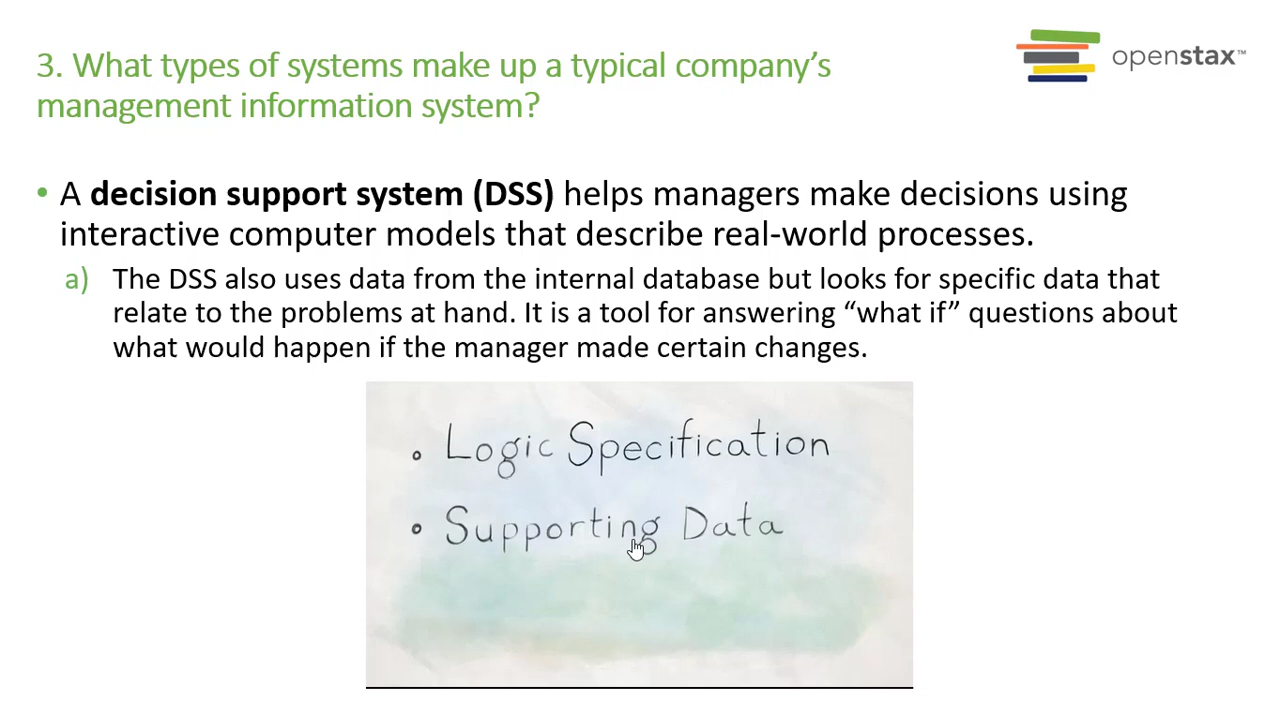 3. What types of systems make up a typical company’s
management information system?
openstax™
• A decision support system (DSS) helps managers make decisions using
interactive computer models that describe real-world processes.
a) The DSS also uses data from the internal database but looks for specific data that
relate to the problems at hand. It is a tool for answering “what if” questions about
what would happen if the manager made certain changes.
• Logic Specification
• Supporting Data